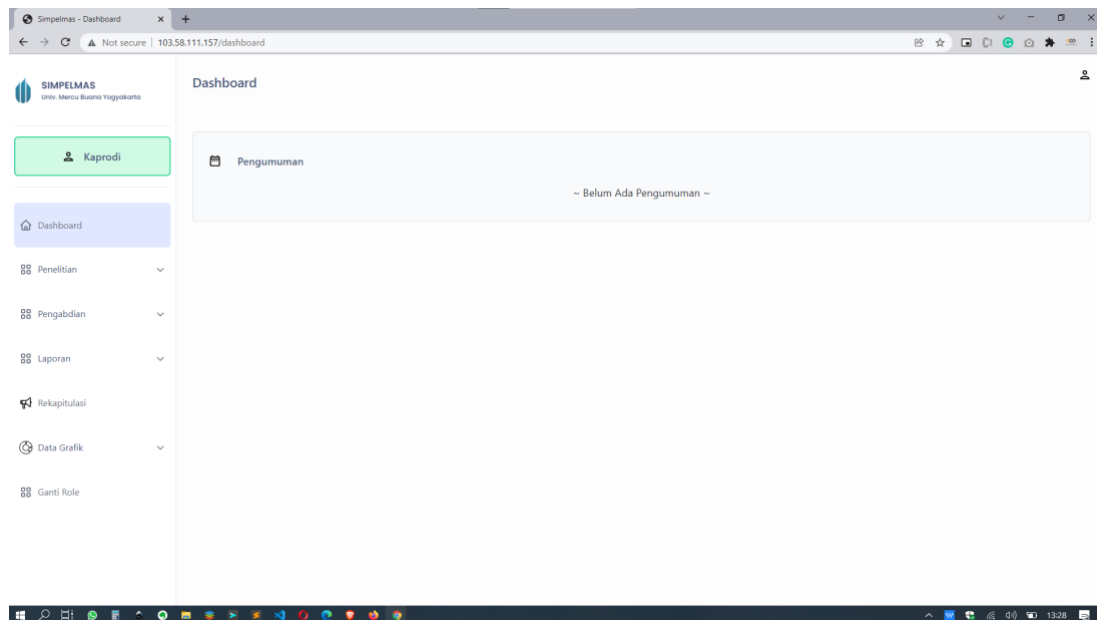 Simpelmas - Dashboard
Not secure | 103.58.111.157/dashboard
SIMPELMAS
Univ. Mercu Buana Yogyakarta
Dashboard
Kaprodi
Pengumuman
~ Belum Ada Pengumuman ~
Dashboard
Penelitian
Pengabdian
Laporan
Rekapitulasi
Data Grafik
Ganti Role
13:28